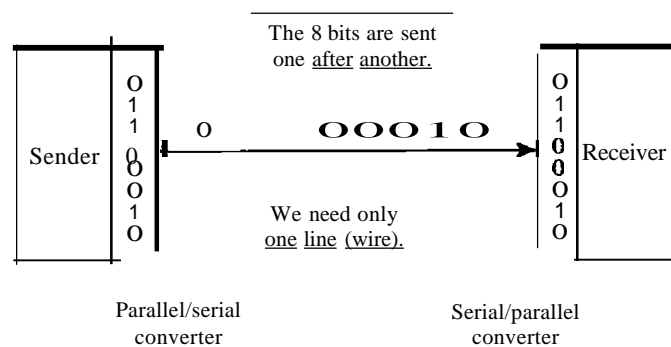 The 8 bits are sent
one after another.
0
1
1
0
0
0
1
0
Sender
0 00010
0
1
1
0
0
0
1
0
Receiver
We need only
one line (wire).
Parallel/serial
converter
Serial/parallel
converter